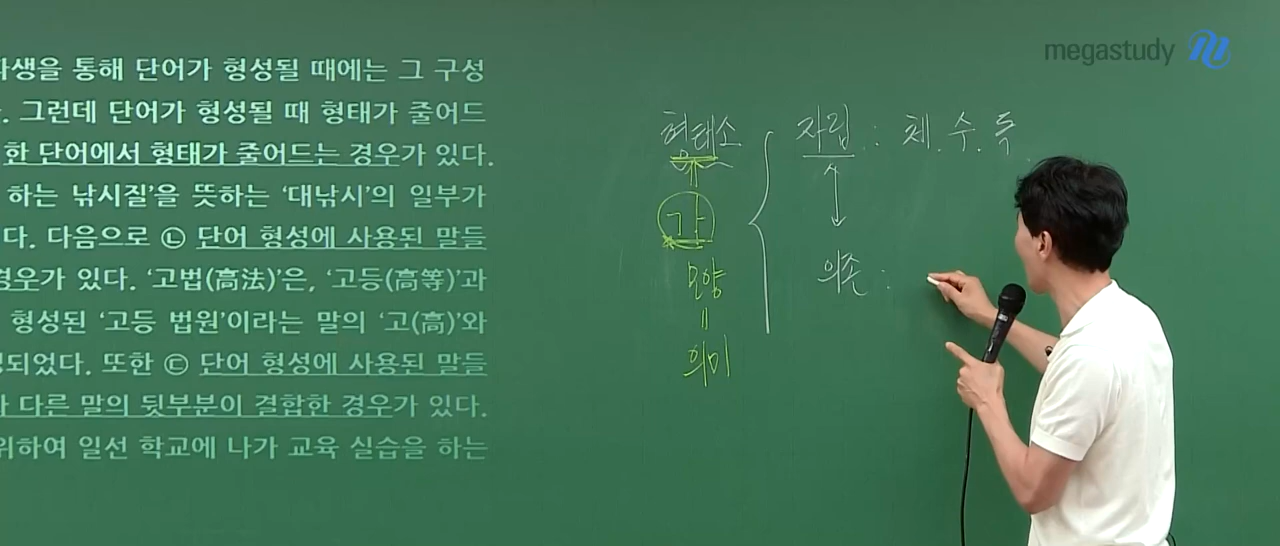 megastudy
파생을 통해 단어가 형성될 때에는 그 구성
. 그런데 단어가 형성될 때 형태가 줄어드
한 단어에서 형태가 줄어드는 경우가 있다.
하는 낚시질’을 뜻하는 ‘대낚시’의 일부가
다. 다음으로 ㉡ 단어 형성에 사용된 말들
경우가 있다. ‘고법(高法)’은, ‘고등(高等)’과
형성된 ‘고등 법원’이라는 말의 ‘고(高)’와
되었다. 또한 ㉢ 단어 형성에 사용된 말들
다른 말의 뒷부분이 결합한 경우가 있다.
위하여 일선 학교에 나가 교육 실습을 하는
형태소
자립 : 체.수.독
모양
=
의미
의존 :